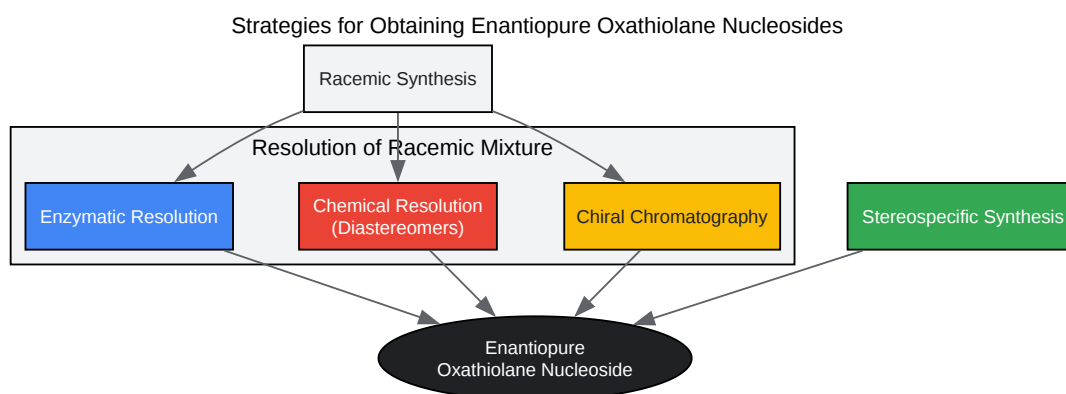 Strategies for Obtaining Enantiopure Oxathiolane Nucleosides
Racemic Synthesis
Resolution of Racemic Mixture
Enzymatic Resolution
Chemical Resolution
(Diastereomers)
Chiral Chromatography
Stereospecific Synthesis
Enantiopure
Oxathiolane Nucleoside